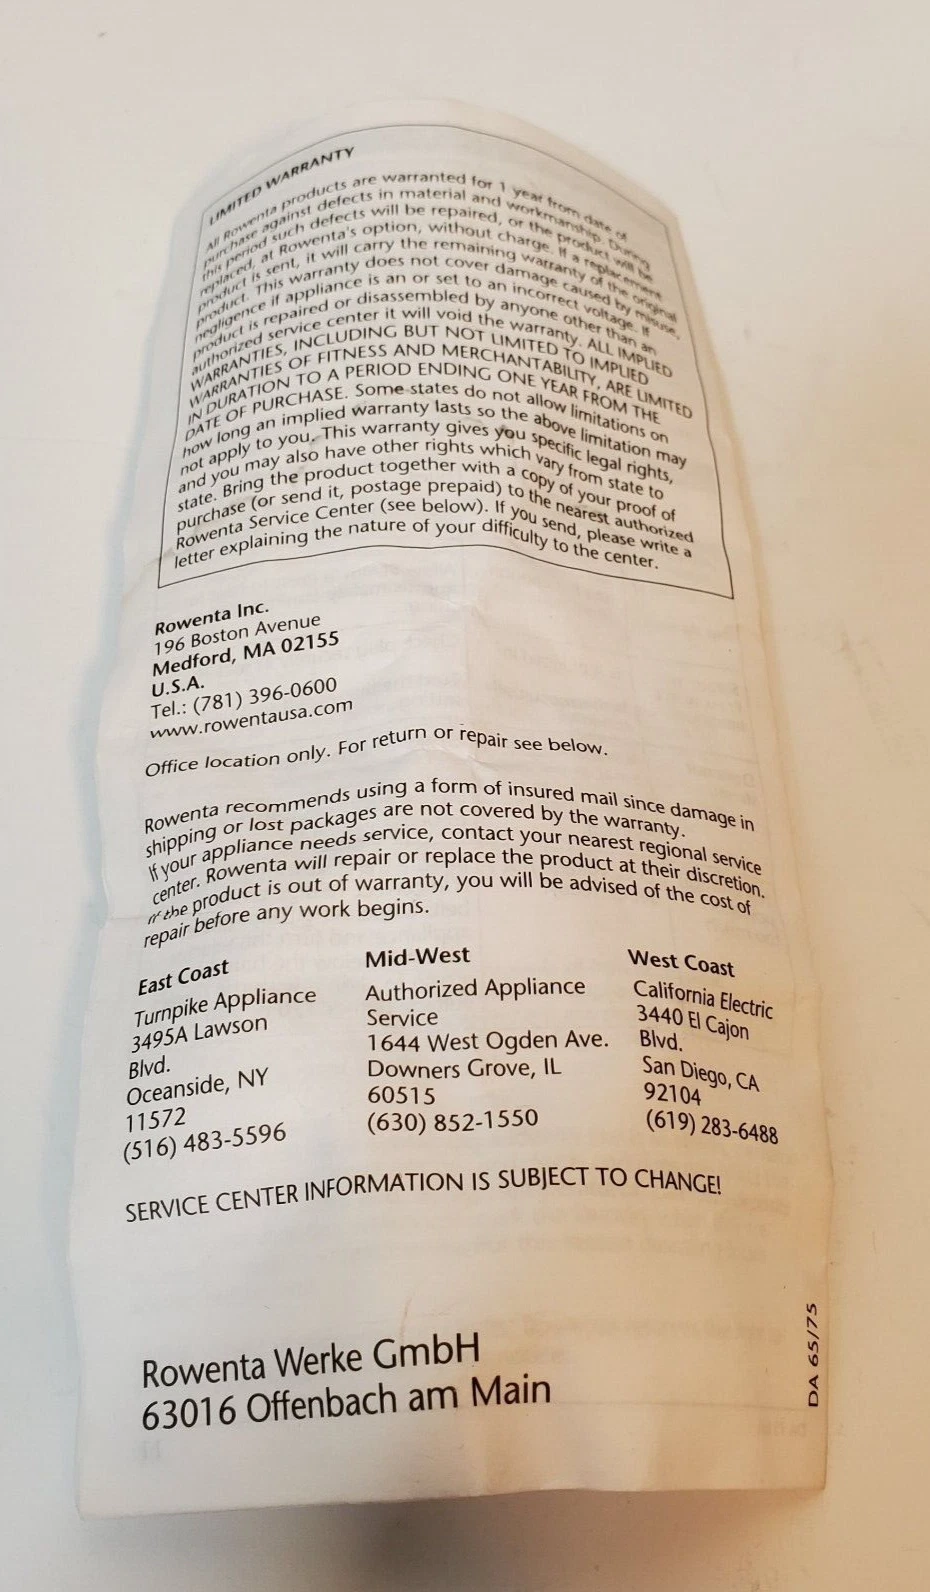 LIMITED WARRANTY
All Rowenta products are warranted for 1 year from date of
purchase against defects in material and workmanship. During
this period such defects will be repaired, or the product will be
replaced, at Rowenta's option, without charge. If a replacement
product is sent, it will carry the remaining warranty of the original
product. This warranty does not cover damage caused by misuse,
negligence if appliance is an or set to an incorrect voltage. If
product is repaired or disassembled by anyone other than an
authorized service center it will void the warranty. ALL IMPLIED
WARRANTIES, INCLUDING BUT NOT LIMITED TO IMPLIED
WARRANTIES OF FITNESS AND MERCHANTABILITY, ARE LIMITED
IN DURATION TO A PERIOD ENDING ONE YEAR FROM THE
DATE OF PURCHASE. Some states do not allow limitations on
how long an implied warranty lasts so the above limitation may
not apply to you. This warranty gives you specific legal rights,
and you may also have other rights which vary from state to
state. Bring the product together with a copy of your proof of
purchase (or send it, postage prepaid) to the nearest authorized
Rowenta Service Center (see below). If you send, please write a
letter explaining the nature of your difficulty to the center.
Rowenta Inc.
196 Boston Avenue
Medford, MA 02155
U.S.A.
Tel.: (781) 396-0600
www.rowentausa.com
Office location only. For return or repair see below.
Rowenta recommends using a form of insured mail since damage in
shipping or lost packages are not covered by the warranty.
If your appliance needs service, contact your nearest regional service
center. Rowenta will repair or replace the product at their discretion.
If the product is out of warranty, you will be advised of the cost of
repair before any work begins.
East Coast
Turnpike Appliance
3495A Lawson
Blvd.
Oceanside, NY
11572
(516) 483-5596
Mid-West
Authorized Appliance
Service
1644 West Ogden Ave.
Downers Grove, IL
60515
(630) 852-1550
West Coast
California Electric
3440 El Cajon
Blvd.
San Diego, CA
92104
(619) 283-6488
SERVICE CENTER INFORMATION IS SUBJECT TO CHANGE!
Rowenta Werke GmbH
63016 Offenbach am Main
DA 65/75